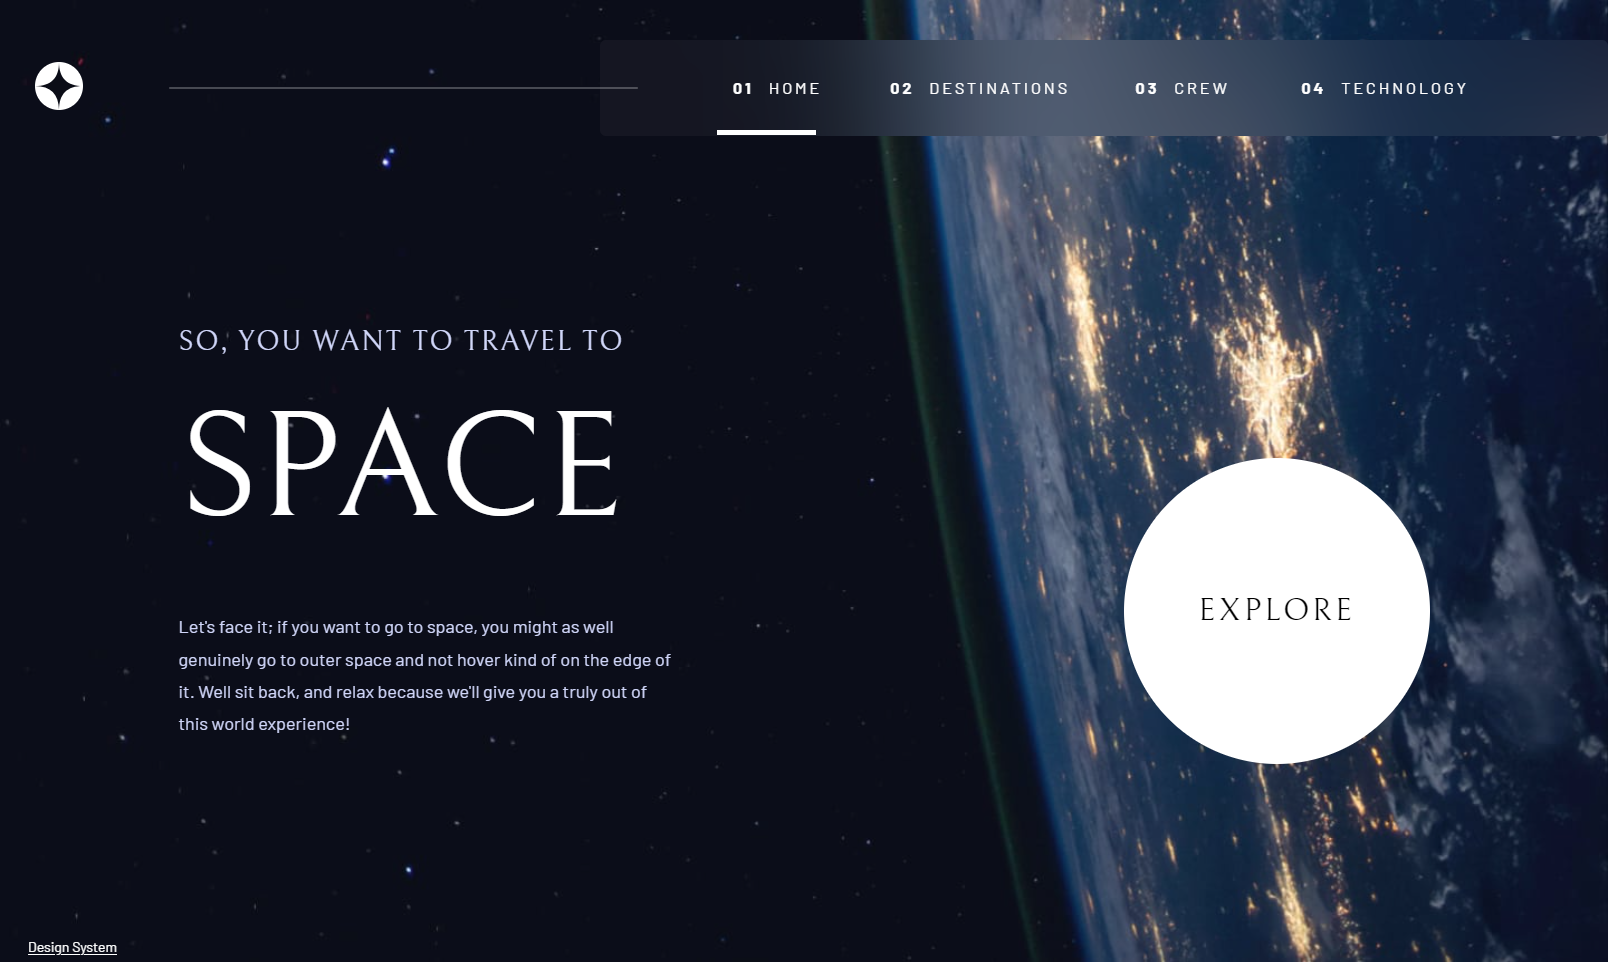 01 HOME 02 DESTINATIONS 03 CREW 04 TECHNOLOGY
SO, YOU WANT TO TRAVEL TO
SPACE
Let's face it; if you want to go to space, you might as well
genuinely go to outer space and not hover kind of on the edge of
it. Well sit back, and relax because we'll give you a truly out of
this world experience!
EXPLORE
Design System